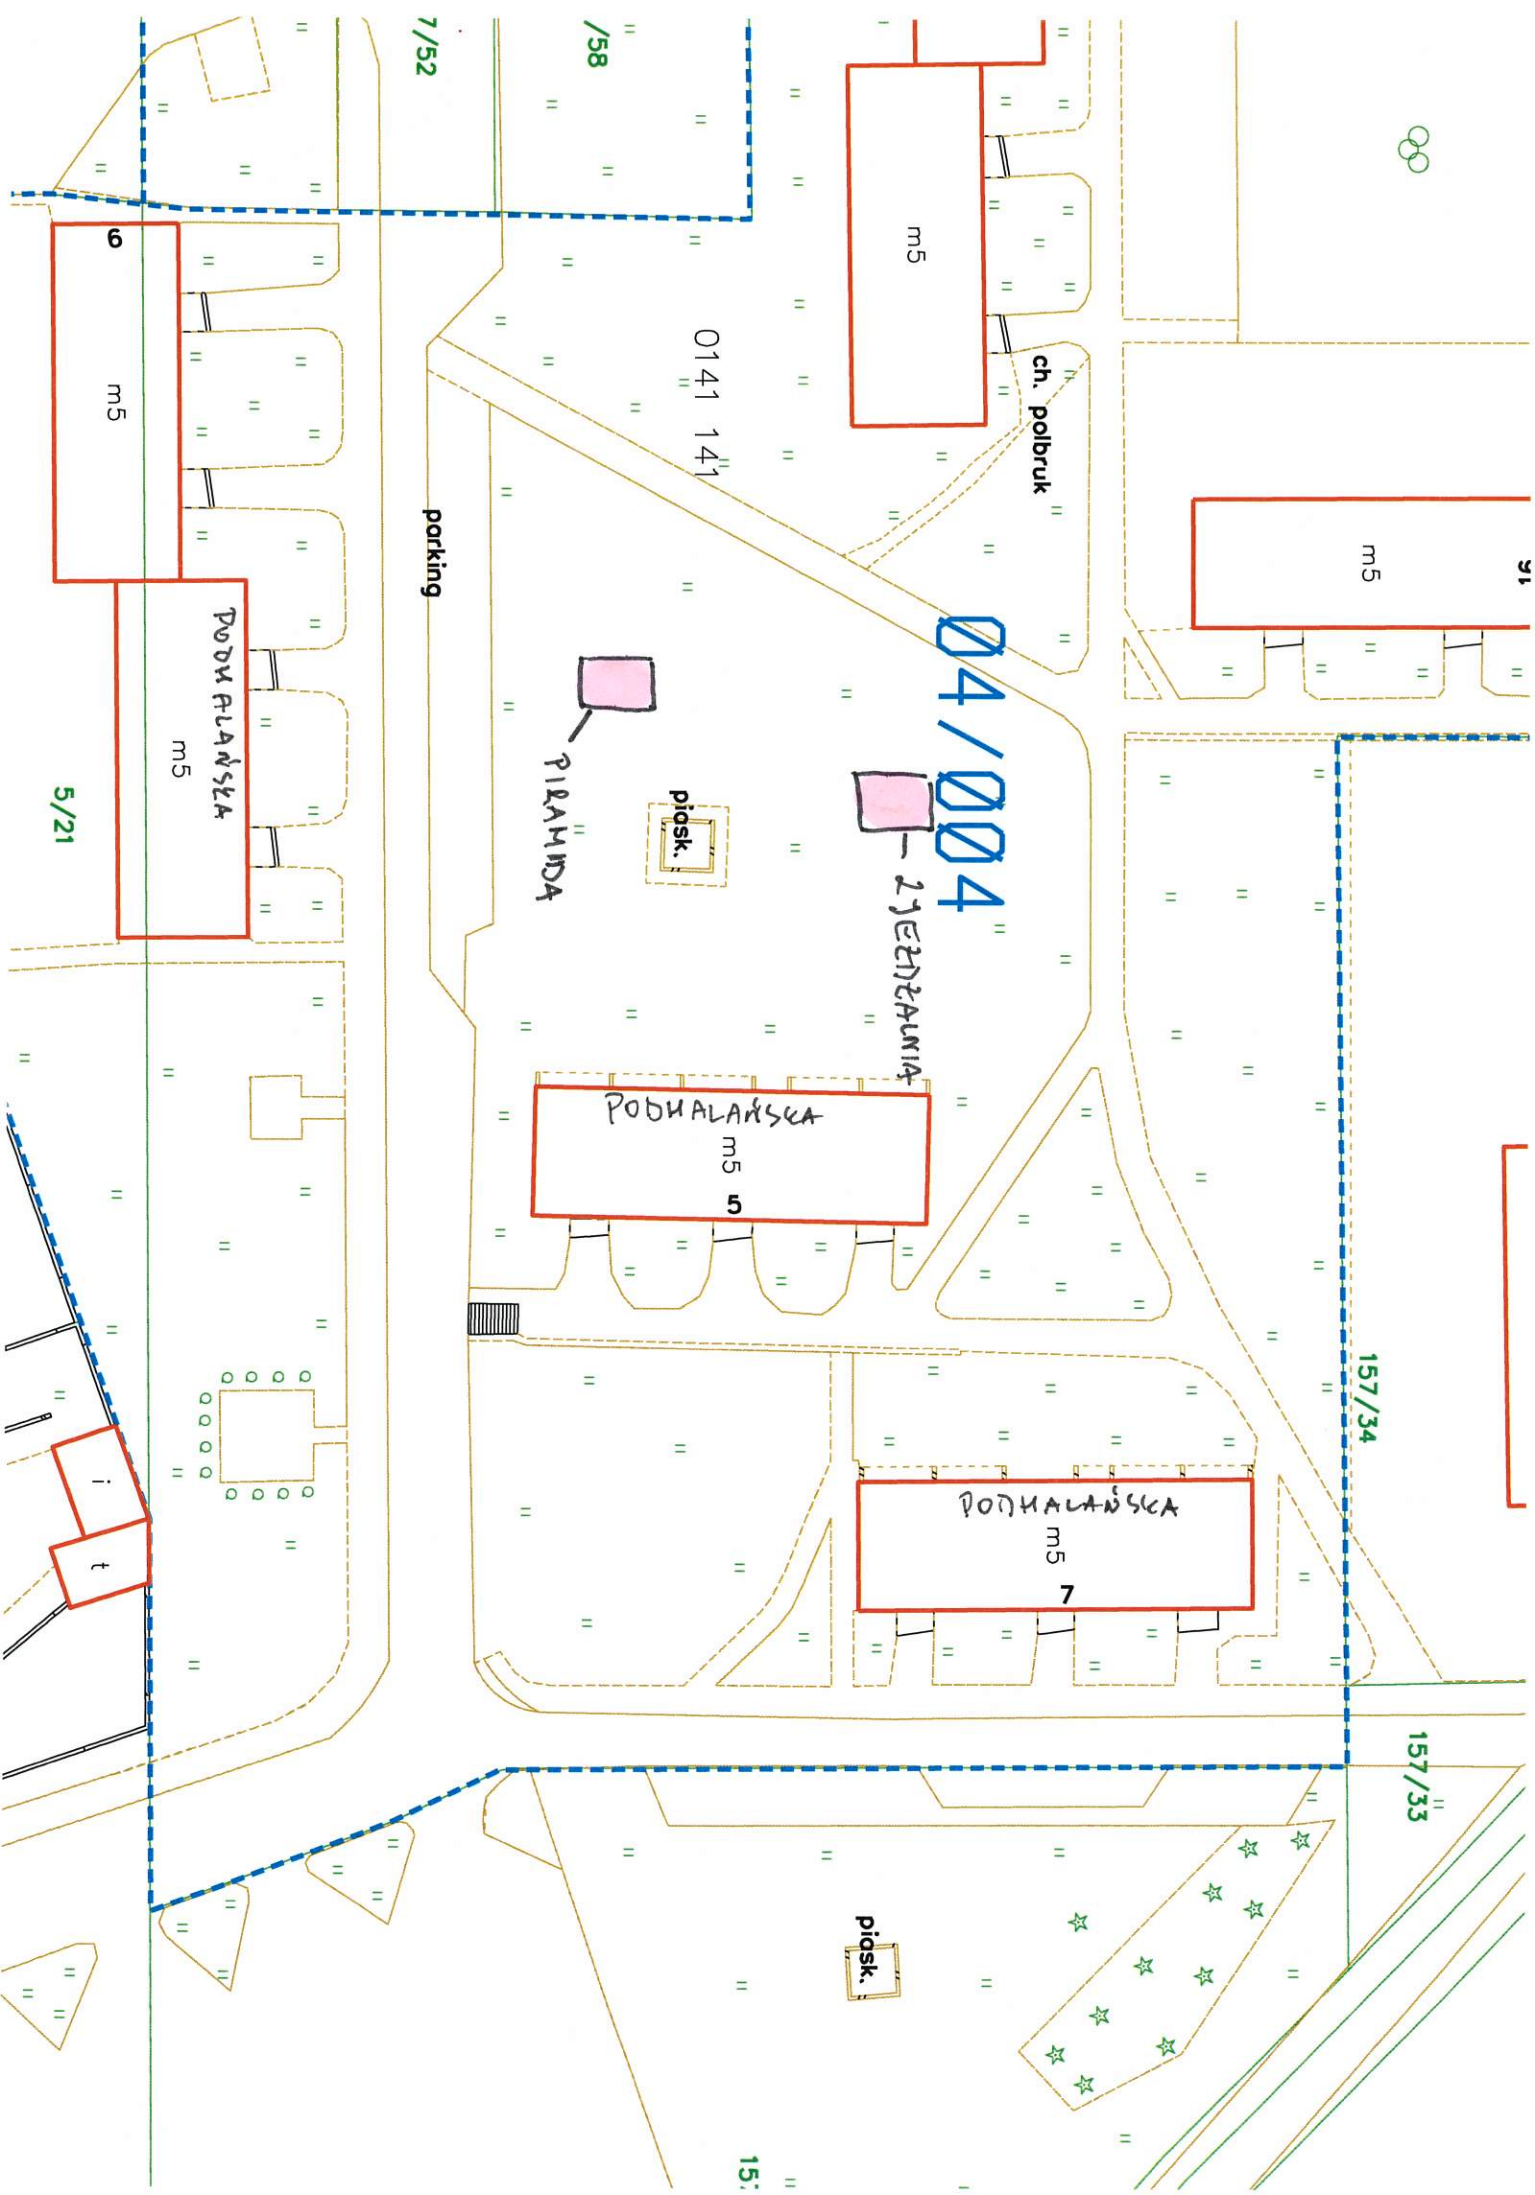 7/52
/58
6
m5
m5
0141 141
ch. polbruk
m5
parking
PODHALAŃSKA
m5
5/21
04/004
PIRAMIDA
piask.
ZJEŻDŻALNIA
PODHALAŃSKA
m5
5
157/34
PODHALAŃSKA
m5
7
i
t
157/33
piask.